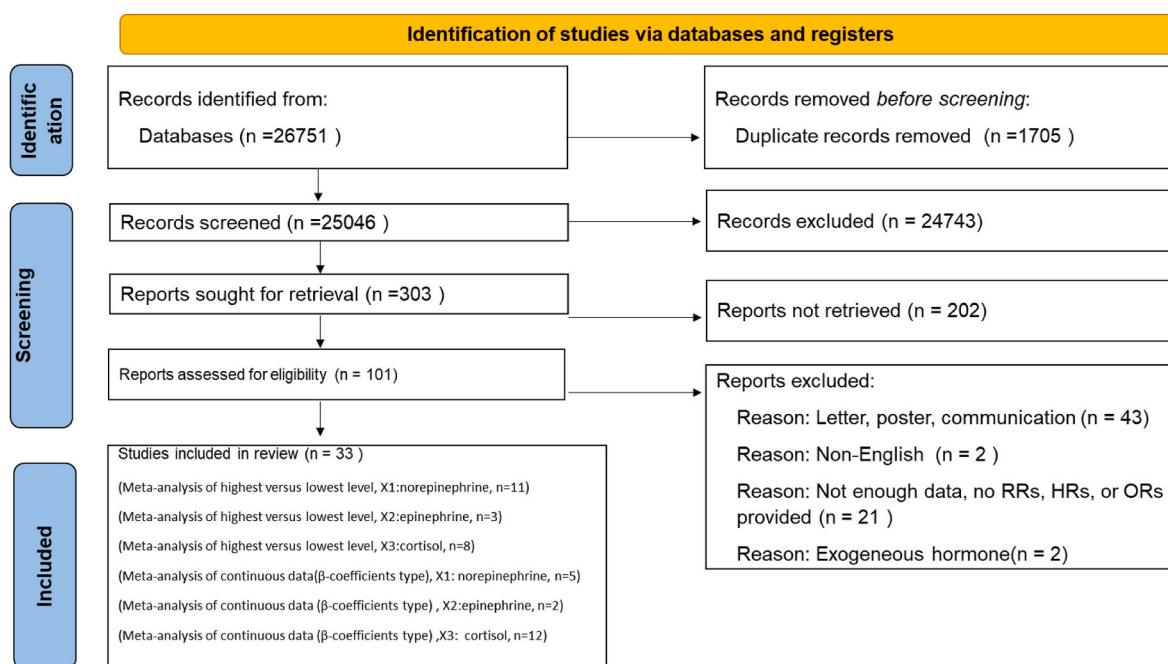 Identification of studies via databases and registers
Identific
ation
Records identified from:
Databases (n =26751 )
Records removed before screening:
Duplicate records removed (n =1705 )
Screening
Records screened (n =25046 )
Records excluded (n = 24743)
Reports sought for retrieval (n =303 )
Reports not retrieved (n = 202)
Reports assessed for eligibility (n = 101)
Reports excluded:
Reason: Letter, poster, communication (n = 43)
Reason: Non-English (n = 2 )
Reason: Not enough data, no RRs, HRs, or ORs
provided (n = 21 )
Reason: Exogeneous hormone(n = 2)
Included
Studies included in review (n = 33 )
(Meta-analysis of highest versus lowest level, X1:norepinephrine, n=11)
(Meta-analysis of highest versus lowest level, X2:epinephrine, n=3)
(Meta-analysis of highest versus lowest level, X3:cortisol, n=8)
(Meta-analysis of continuous data(β-coefficients type), X1: norepinephrine, n=5)
(Meta-analysis of continuous data (β-coefficients type) , X2:epinephrine, n=2)
(Meta-analysis of continuous data (β-coefficients type) ,X3: cortisol, n=12)